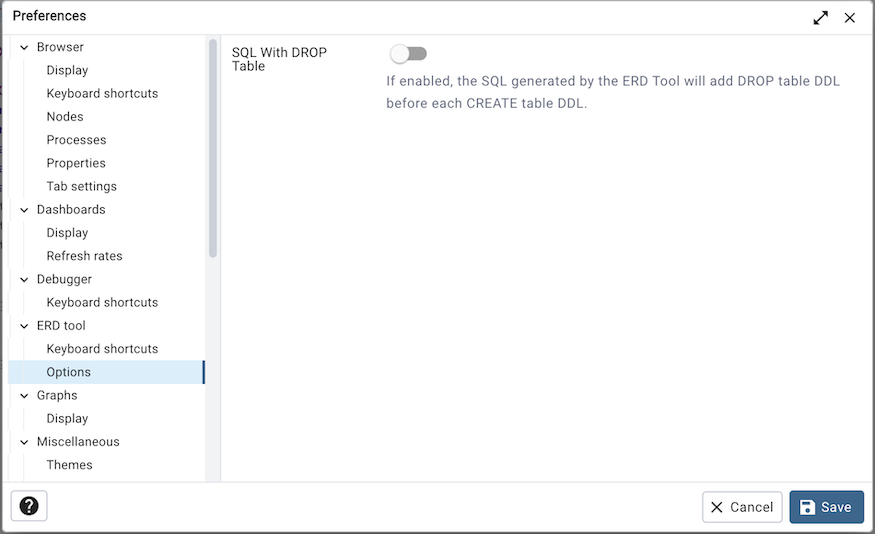 Preferences
Browser
Display
Keyboard shortcuts
Nodes
Processes
Properties
Tab settings
Dashboards
Display
Refresh rates
Debugger
Keyboard shortcuts
ERD tool
Keyboard shortcuts
Options
Graphs
Display
Miscellaneous
Themes
SQL With DROP
Table
If enabled, the SQL generated by the ERD Tool will add DROP table DDL
before each CREATE table DDL.
?
Cancel
Save